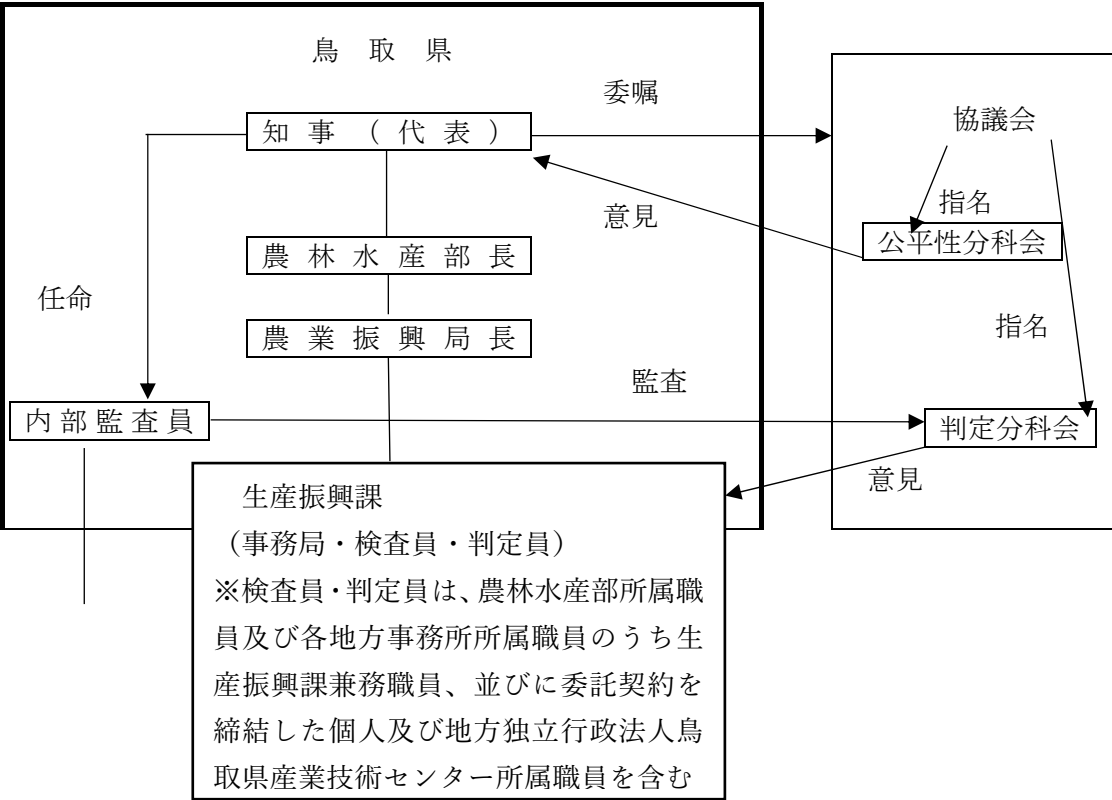 鳥取県
委嘱
知事（代表）
協議会
意見
指名
公平性分科会
農林水産部長
任命
農業振興局長
指名
監査
内部監査員
判定分科会
意見
生産振興課
（事務局・検査員・判定員）
※検査員・判定員は、農林水産部所属職
員及び各地方事務所所属職員のうち生
産振興課兼務職員、並びに委託契約を
締結した個人及び地方独立行政法人鳥
取県産業技術センター所属職員を含む